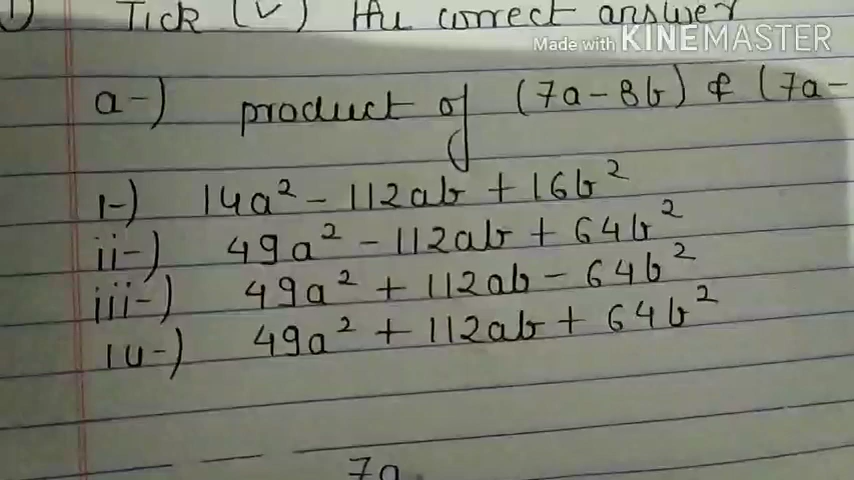 Tick (✓) the correct answer
Made with KINEMASTER
a-) product of (7a - 8b) & (7a -
i-) 14a² - 112ab + 16b²
ii-) 49a² - 112ab + 64b²
iii-) 49a² + 112ab - 64b²
iv-) 49a² + 112ab + 64b²
7a